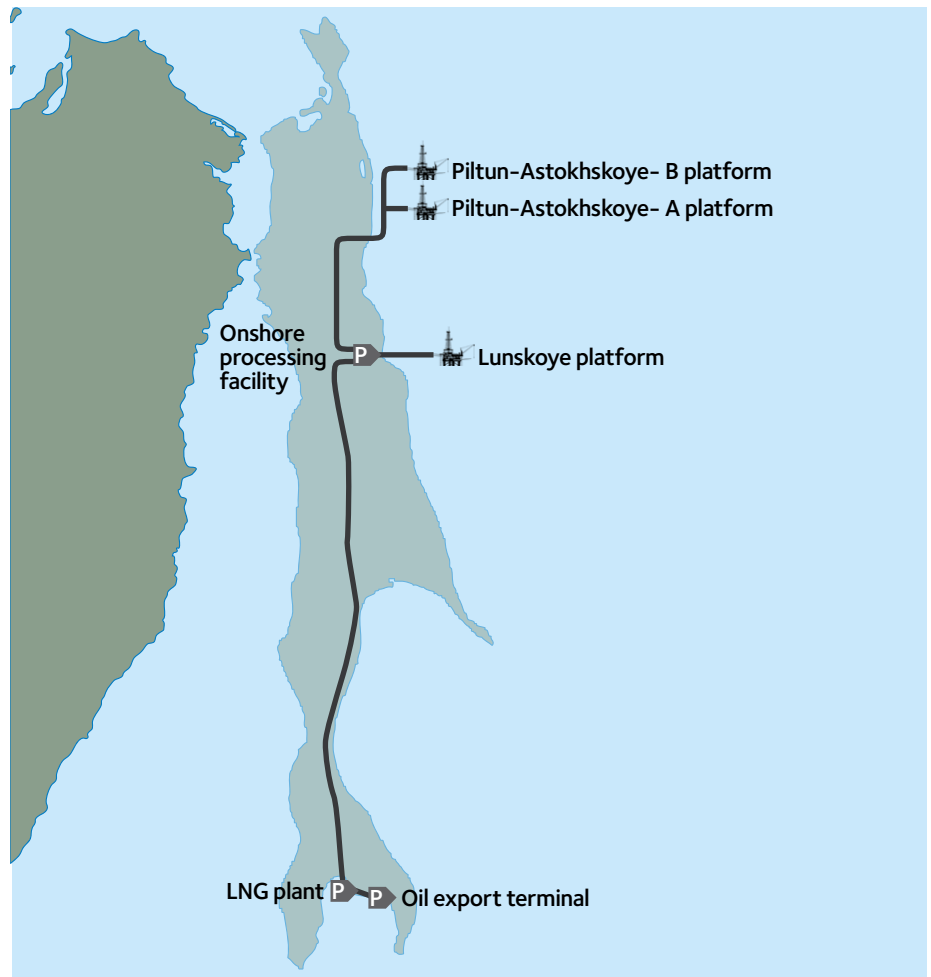 Piltun-Astokhskoye- B platform
Piltun-Astokhskoye- A platform
Onshore
processing
facility
P
Lunskoye platform
LNG plant
P
P
Oil export terminal